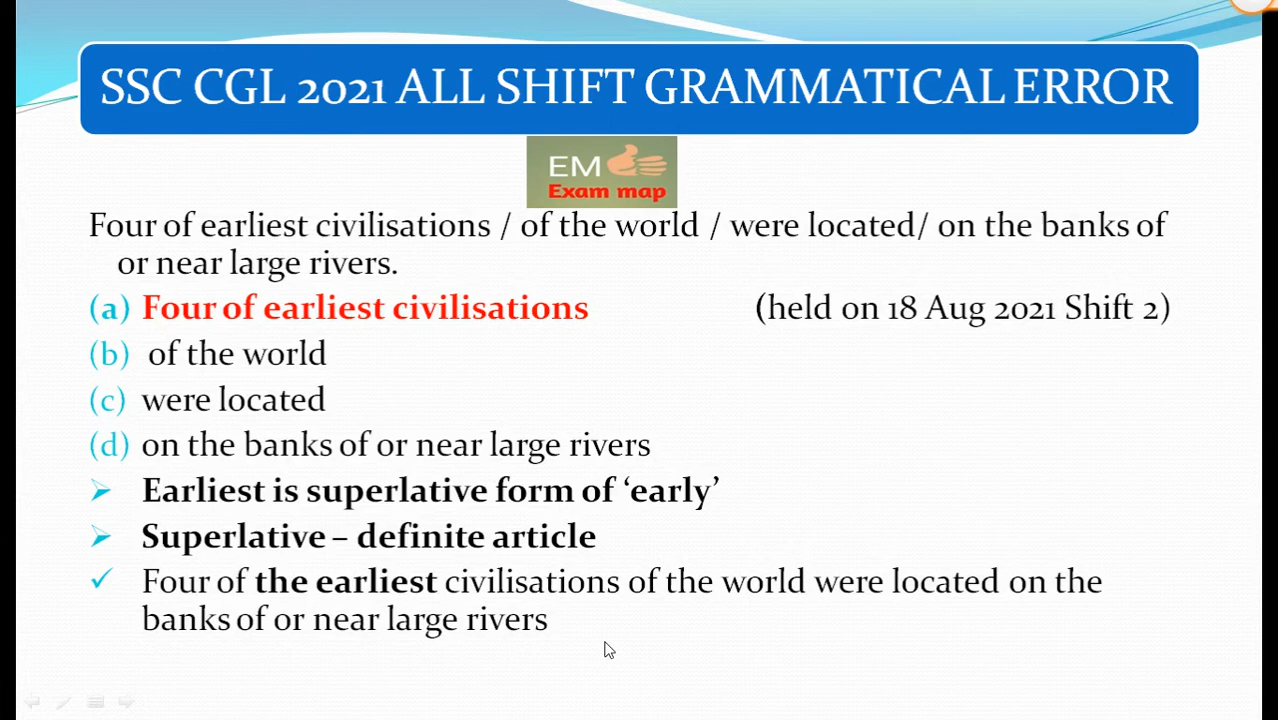 SSC CGL 2021 ALL SHIFT GRAMMATICAL ERROR
EM
Exam map
Four of earliest civilisations / of the world / were located/ on the banks of
or near large rivers.
(a) Four of earliest civilisations (held on 18 Aug 2021 Shift 2)
(b) of the world
(c) were located
(d) on the banks of or near large rivers
Earliest is superlative form of ‘early’
Superlative – definite article
Four of the earliest civilisations of the world were located on the
banks of or near large rivers